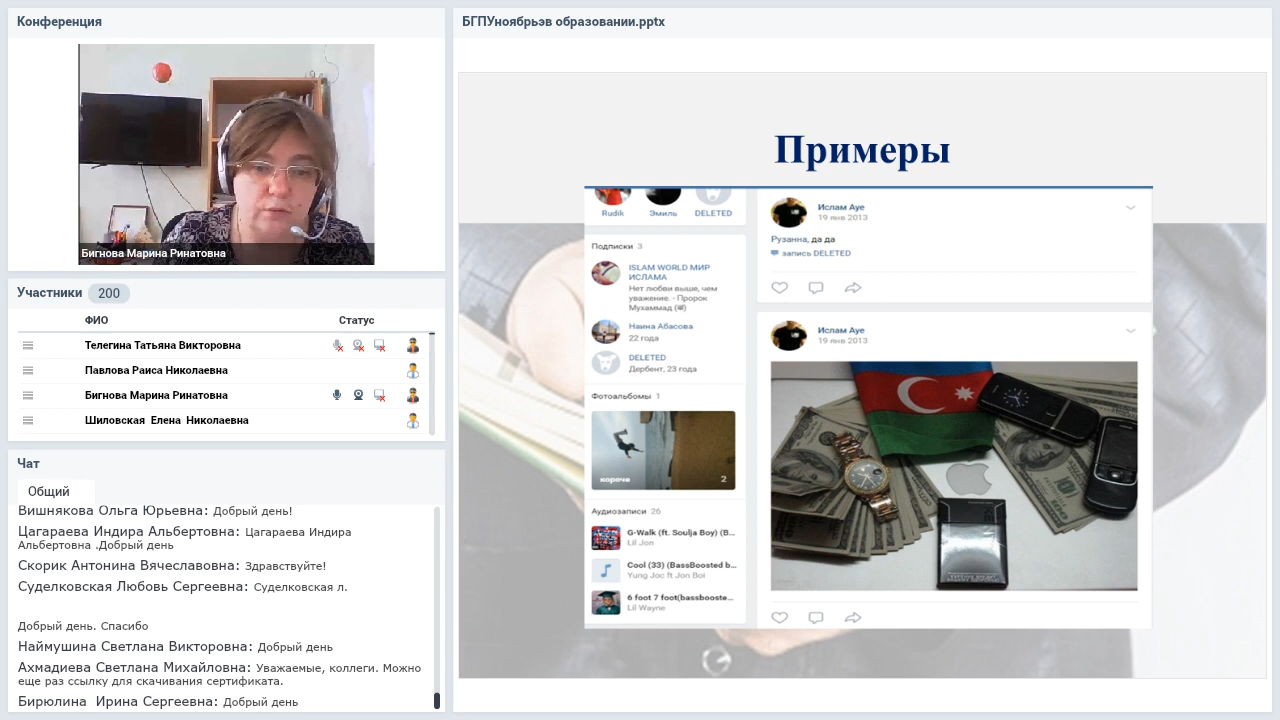 Конференция
Бигнова Марина Ринатовна
Участники 200
ФИО Статус
Телегина Татьяна Викторовна
Павлова Раиса Николаевна
Бигнова Марина Ринатовна
Шиловская Елена Николаевна
Чат
Общий
Вишнякова Ольга Юрьевна: Добрый день!
Цагараева Индира Альбертовна: Цагараева Индира
Альбертовна .Добрый день
Скорик Антонина Вячеславовна: Здравствуйте!
Суделковская Любовь Сергеевна: Суделковская л.
Добрый день. Спасибо
Наймушина Светлана Викторовна: Добрый день
Ахмадиева Светлана Михайловна: Уважаемые, коллеги. Можно
еще раз ссылку для скачивания сертификата.
Бирюлина Ирина Сергеевна: Добрый день
БГПУноябрьэв образовании.pptx
Примеры
Rudik Эмиль DELETED
Подписки 3
ISLAM WORLD МИР
ИСЛАМА
Нет любви выше, чем
уважение. - Пророк
Мухаммад (ﷺ)
Наина Абасова
22 года
DELETED
Дербент, 23 года
Фотоальбомы 1
короче 2
Аудиозаписи 26
G-Walk (ft. Soulja Boy) (B...
Lil Jon
Cool (33) (BassBoosted b...
Yung Joc ft Jon Boi
6 foot 7 foot(bassbooste...
Lil Wayne
Ислам Ауе
19 янв 2013
Рузанна, да да
запись DELETED
Ислам Ауе
19 янв 2013